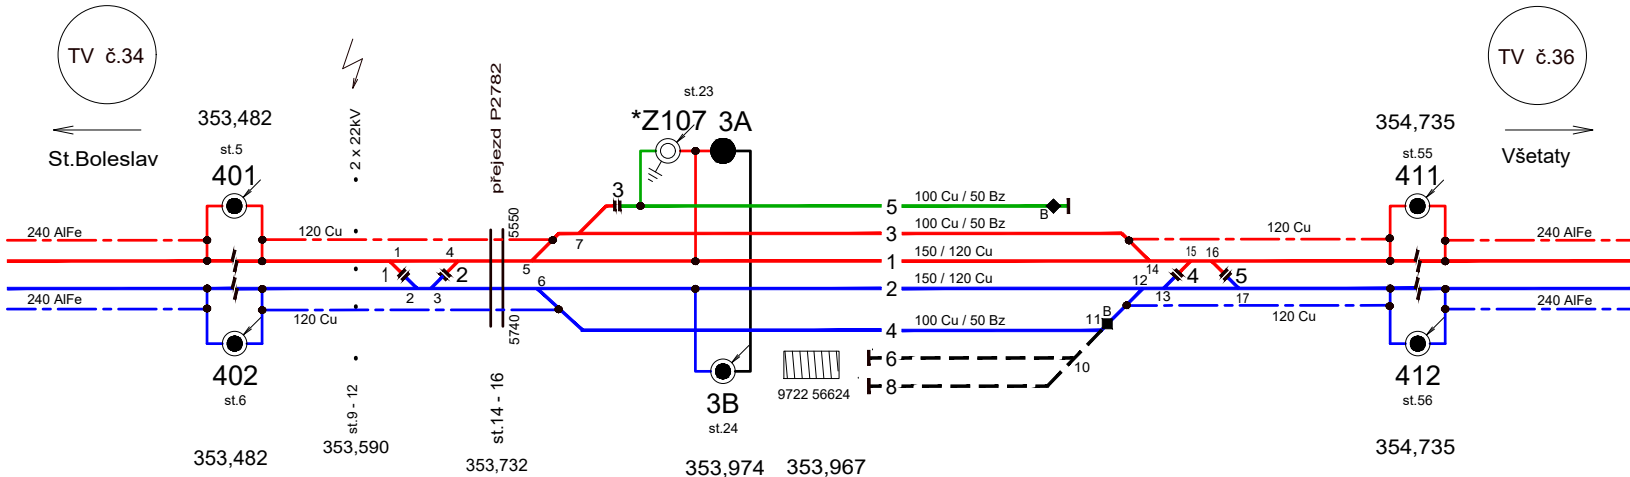 TV č.34
St.Boleslav
353,482
st.5
401
2 x 22kV
přejezd P2782
st.23
*Z107
3A
354,735
st.55
411
TV č.36
Všetaty
240 AlFe
120 Cu
5550
3
7
5
100 Cu / 50 Bz
B
3
100 Cu / 50 Bz
120 Cu
240 AlFe
1
4
5
1
150 / 120 Cu
14
15
16
1
2
4
5
2
3
6
2
150 / 120 Cu
12
13
17
240 AlFe
120 Cu
5740
4
100 Cu / 50 Bz
11
B
120 Cu
240 AlFe
6
10
8
9722 56624
402
st.6
st.9 - 12
st.14 - 16
3B
st.24
412
st.56
353,482
353,590
353,732
353,974
353,967
354,735